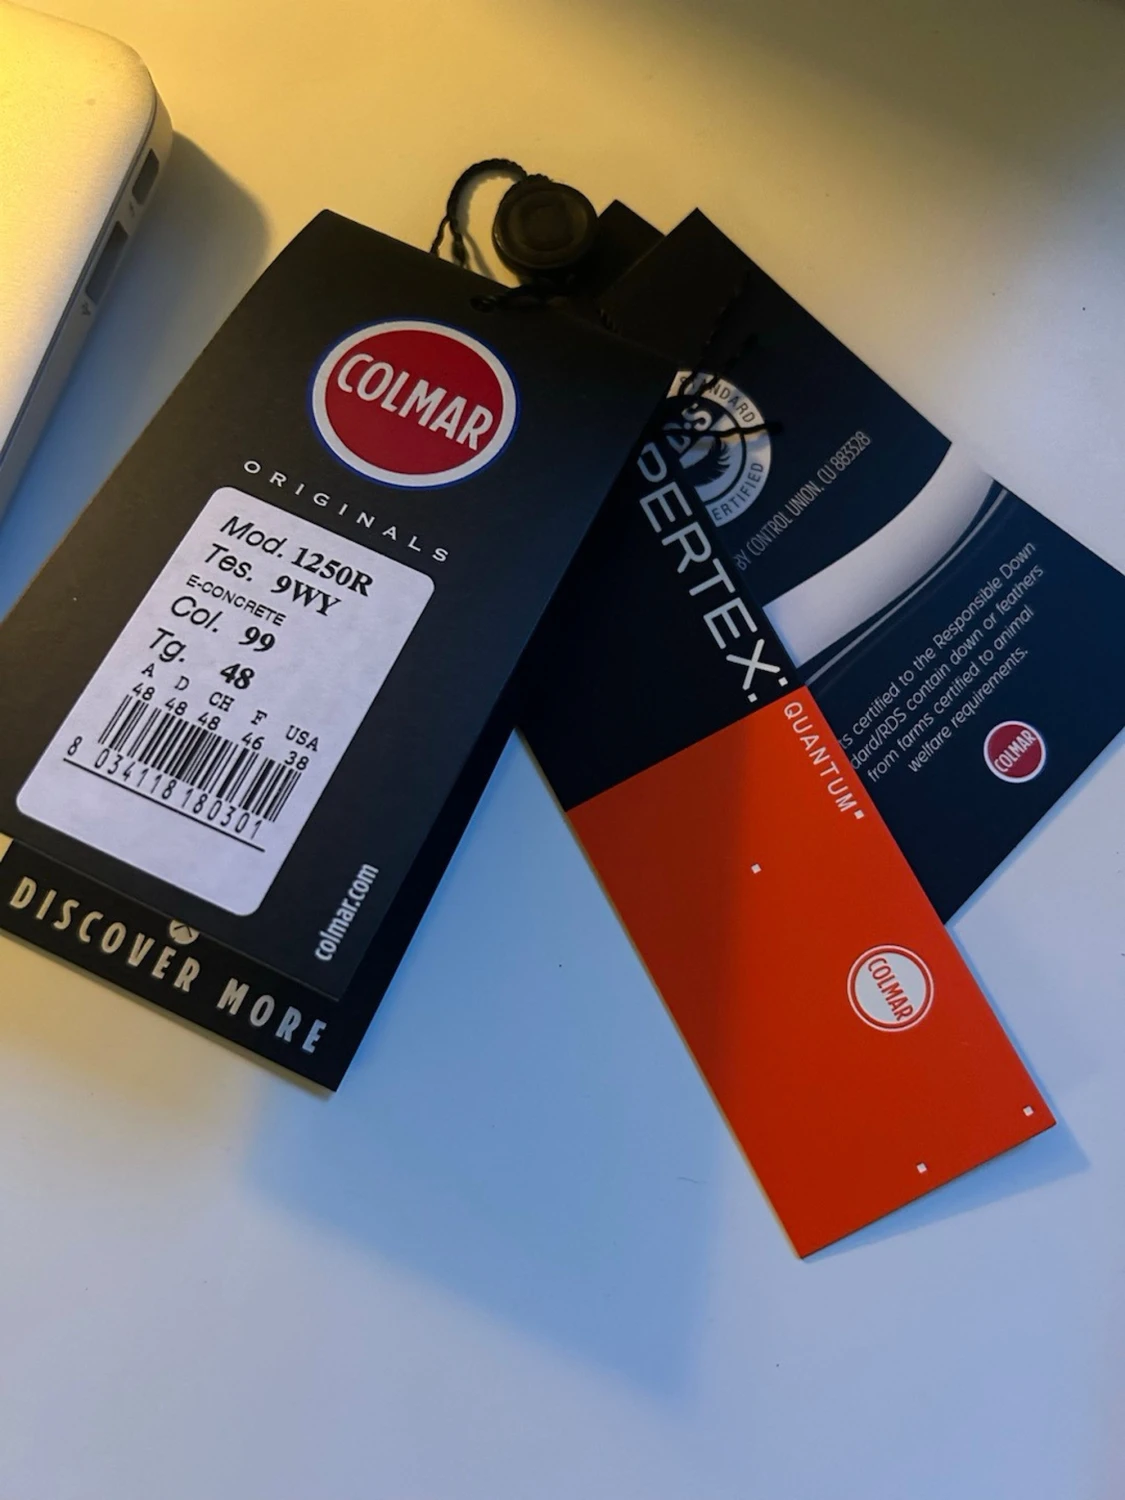 COLMAR
ORIGINALS
Mod. 1250R
Tes. 9WY
E-CONCRETE
Col. 99
Tg. 48
A D CH F USA
48 48 48 46 38
8 034118 180301
colmar.com
DISCOVER MORE
PERTEX
QUANTUM
COLMAR
STANDARD
CERTIFIED
BY CONTROL UNION, CU 883328
certified to the Responsible Down
contain down or feathers
from farms certified to animal
welfare requirements.
COLMAR